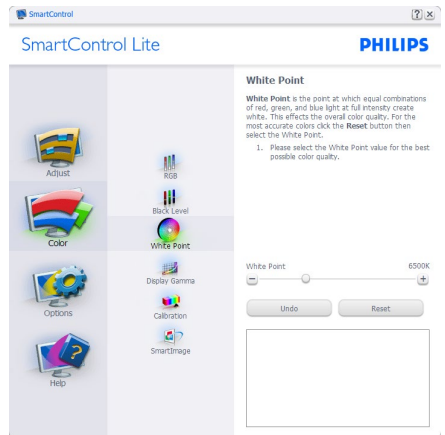 SmartControl
SmartControl Lite
PHILIPS
Adjust
Color
Options
Help
RGB
Black Level
White Point
Display Gamma
Calibration
SmartImage
White Point
White Point is the point at which equal combinations
of red, green, and blue light at full intensity create
white. This effects the overall color quality. For the
most accurate colors click the Reset button then
select the White Point.
1. Please select the White Point value for the best
possible color quality.
White Point 6500K
Undo Reset